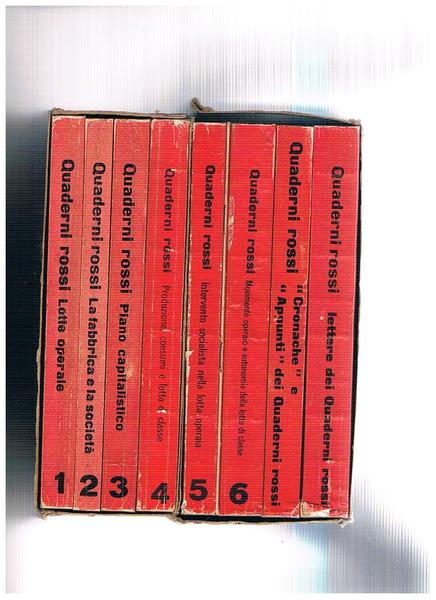 Quaderni rossi Lotte operaie 1
Quaderni rossi La fabbrica e la società 2
Quaderni rossi Piano capitalistico 3
Quaderni rossi Produzione, consumi e lotta di classe 4
Quaderni rossi Intervento socialista nella lotta operaia 5
Quaderni rossi Movimento operaio e autonomia della lotta di classe 6
Quaderni rossi "Cronache" e
"Appunti" dei Quaderni rossi
Quaderni rossi lettere dei Quaderni rossi